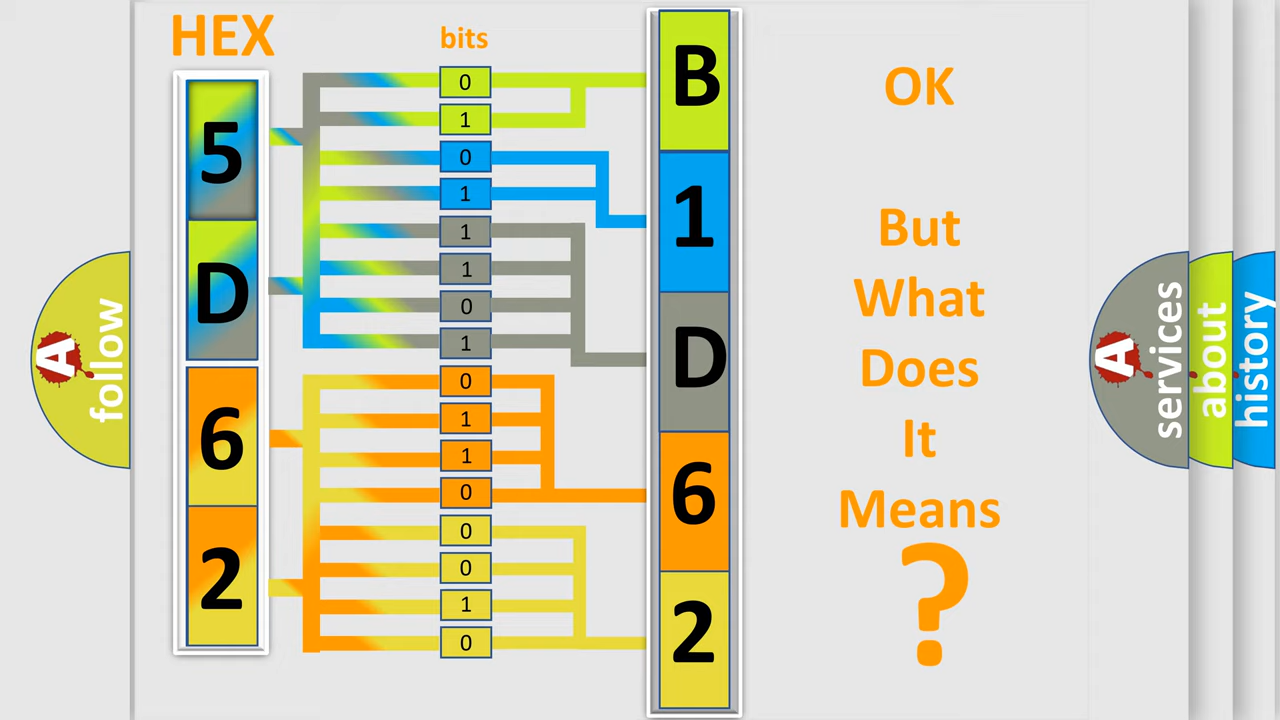 HEX
bits
5
D
6
2
0
1
0
1
1
1
0
1
0
1
1
0
0
0
1
0
B
1
D
6
2
OK
But
What
Does
It
Means
?
A
follow
A
services
about
history